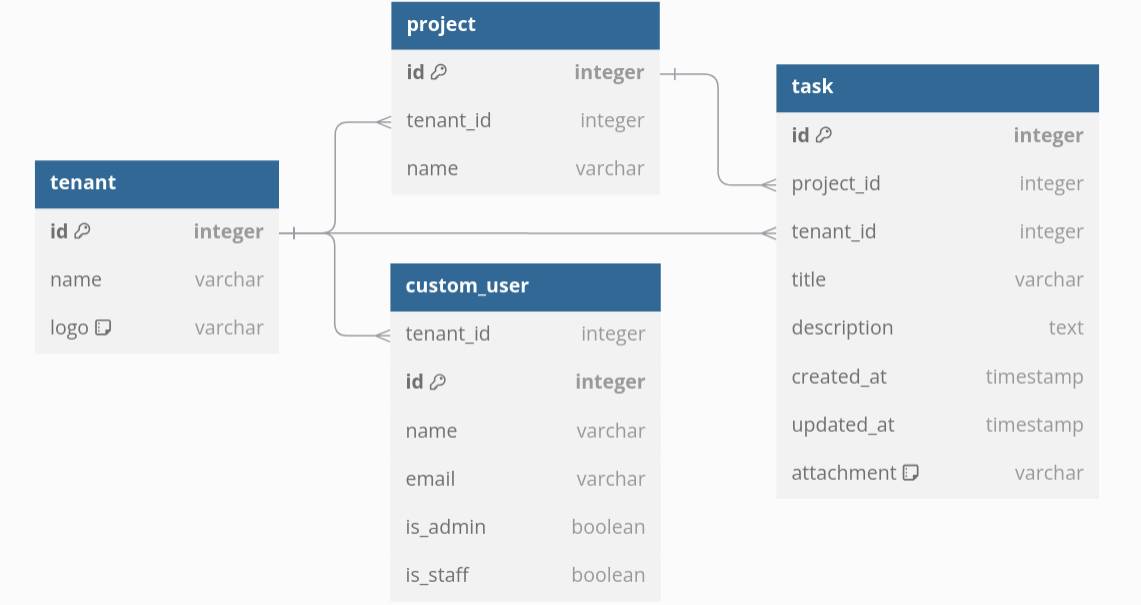 project
id integer
tenant_id integer
name varchar
task
id integer
project_id integer
tenant_id integer
title varchar
description text
created_at timestamp
updated_at timestamp
attachment varchar
tenant
id integer
name varchar
logo varchar
custom_user
tenant_id integer
id integer
name varchar
email varchar
is_admin boolean
is_staff boolean